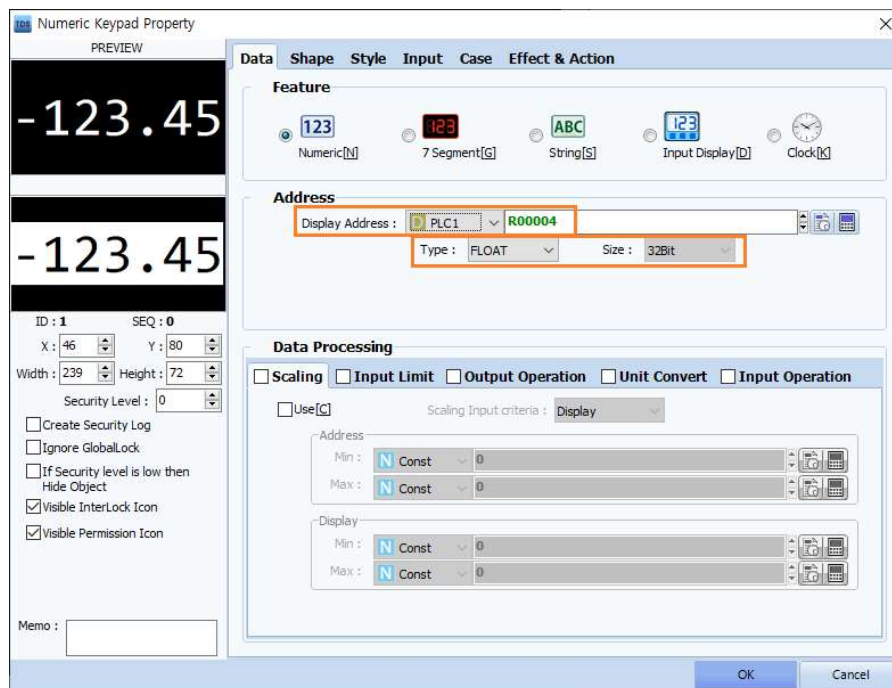 TDS Numeric Keypad Property
PREVIEW
-123.45
-123.45
ID : 1 SEQ : 0
X : 46 Y : 80
Width : 239 Height : 72
Security Level : 0
Create Security Log
Ignore GlobalLock
If Security level is low then
Hide Object
Visible InterLock Icon
Visible Permission Icon
Memo :
Data Shape Style Input Case Effect & Action
Feature
123 Numeric[N] 123 7 Segment[G] ABC String[S] 123 Input Display[D] Clock[K]
Address
Display Address : PLC1 R00004
Type : FLOAT Size : 32Bit
Data Processing
Scaling Input Limit Output Operation Unit Convert Input Operation
Use[C] Scaling Input criteria : Display
Address
Min : N Const 0
Max : N Const 0
Display
Min : N Const 0
Max : N Const 0
OK Cancel